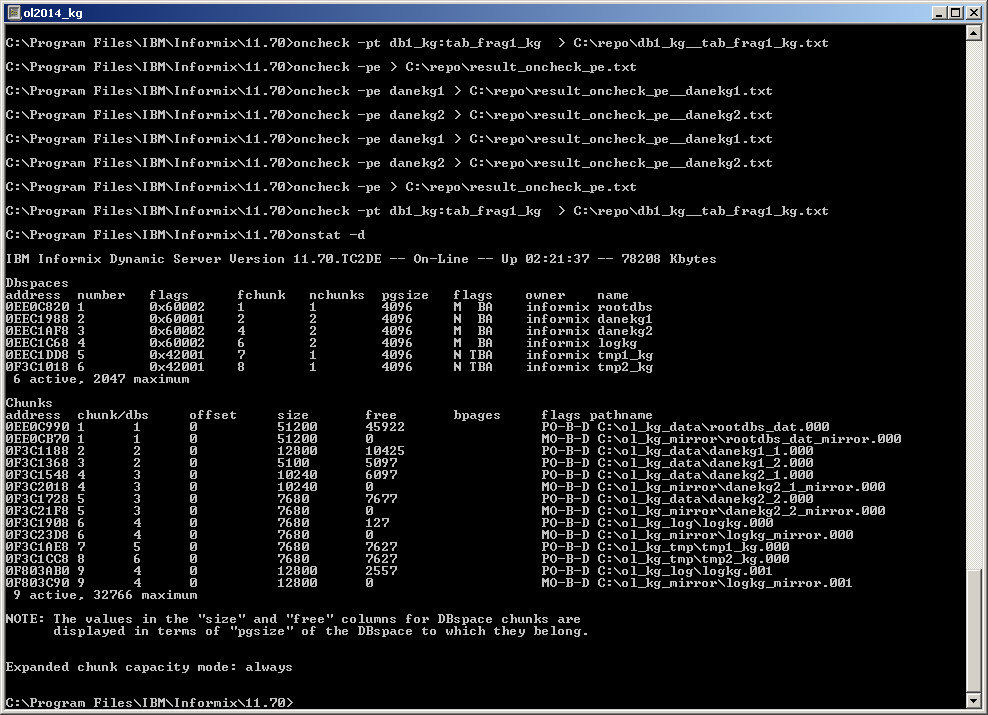 ol2014_kg
C:\Program Files\IBM\Informix\11.70>oncheck -pt db1_kg:tab_frag1_kg  > C:\repo\db1_kg__tab_frag1_kg.txt
C:\Program Files\IBM\Informix\11.70>oncheck -pe > C:\repo\result_oncheck_pe.txt
C:\Program Files\IBM\Informix\11.70>oncheck -pe danekg1 > C:\repo\result_oncheck_pe__danekg1.txt
C:\Program Files\IBM\Informix\11.70>oncheck -pe danekg2 > C:\repo\result_oncheck_pe__danekg2.txt
C:\Program Files\IBM\Informix\11.70>oncheck -pe danekg1 > C:\repo\result_oncheck_pe__danekg1.txt
C:\Program Files\IBM\Informix\11.70>oncheck -pe danekg2 > C:\repo\result_oncheck_pe__danekg2.txt
C:\Program Files\IBM\Informix\11.70>oncheck -pe > C:\repo\result_oncheck_pe.txt
C:\Program Files\IBM\Informix\11.70>oncheck -pt db1_kg:tab_frag1_kg  > C:\repo\db1_kg__tab_frag1_kg.txt
C:\Program Files\IBM\Informix\11.70>onstat -d
IBM Informix Dynamic Server Version 11.70.TC2DE -- On-Line -- Up 02:21:37 -- 78208 Kbytes
Dbspaces
address  number   flags      fchunk   nchunks  pgsize   flags    owner    name
0EE0C820 1        0x60002    1        1        4096     M  BA    informix rootdbs
0EEC1988 2        0x60001    2        2        4096     N  BA    informix danekg1
0EEC1AF8 3        0x60002    4        2        4096     M  BA    informix danekg2
0EEC1C68 4        0x60002    6        2        4096     M  BA    informix logkg
0EEC1DD8 5        0x42001    7        1        4096     N TBA    informix tmp1_kg
0F3C1018 6        0x42001    8        1        4096     N TBA    informix tmp2_kg
 6 active, 2047 maximum
Chunks
address  chunk/dbs     offset     size       free       bpages     flags pathname
0EE0C990 1      1      0          51200      45922                 PO-B-D C:\ol_kg_data\rootdbs_dat.000
0EE0CB70 1      1      0          51200      0                     MO-B-D C:\ol_kg_mirror\rootdbs_dat_mirror.000
0F3C1188 2      2      0          12800      10425                 PO-B-D C:\ol_kg_data\danekg1_1.000
0F3C1368 3      2      0          5100       5097                  PO-B-D C:\ol_kg_data\danekg1_2.000
0F3C1548 4      3      0          10240      6097                  PO-B-D C:\ol_kg_data\danekg2_1.000
0F3C2018 4      3      0          10240      0                     MO-B-D C:\ol_kg_mirror\danekg2_1_mirror.000
0F3C1728 5      3      0          7680       7677                  PO-B-D C:\ol_kg_data\danekg2_2.000
0F3C21F8 5      3      0          7680       0                     MO-B-D C:\ol_kg_mirror\danekg2_2_mirror.000
0F3C1908 6      4      0          7680       127                   PO-B-D C:\ol_kg_log\logkg.000
0F3C23D8 6      4      0          7680       0                     MO-B-D C:\ol_kg_mirror\logkg_mirror.000
0F3C1AE8 7      5      0          7680       7627                  PO-B-D C:\ol_kg_tmp\tmp1_kg.000
0F3C1CC8 8      6      0          7680       7627                  PO-B-D C:\ol_kg_tmp\tmp2_kg.000
0F803AB0 9      4      0          12800      2557                  PO-B-D C:\ol_kg_log\logkg.001
0F803C90 9      4      0          12800      0                     MO-B-D C:\ol_kg_mirror\logkg_mirror.001
 9 active, 32766 maximum
NOTE: The values in the "size" and "free" columns for DBspace chunks are
      displayed in terms of "pgsize" of the DBspace to which they belong.
Expanded chunk capacity mode: always
C:\Program Files\IBM\Informix\11.70>